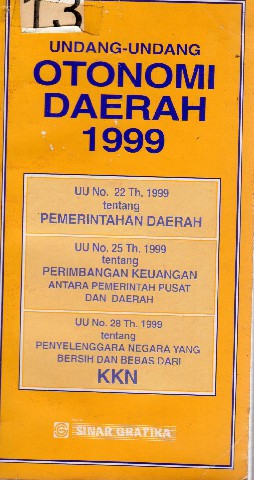 13
UNDANG-UNDANG
OTONOMI
DAERAH
1999
UU No. 22 Th. 1999
tentang
PEMERINTAHAN DAERAH
UU No. 25 Th. 1999
tentang
PERIMBANGAN KEUANGAN
ANTARA PEMERINTAH PUSAT
DAN DAERAH
UU No. 28 Th. 1999
tentang
PENYELENGGARA NEGARA YANG
BERSIH DAN BEBAS DARI
KKN
SINAR GRAFIKA